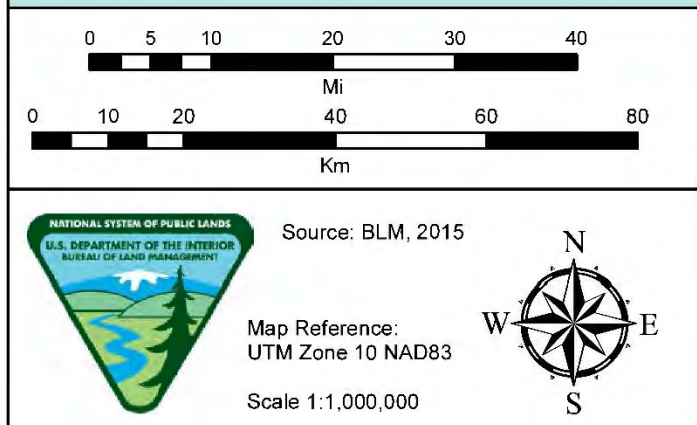 0 5 10 20 30 40
Mi
0 10 20 40 60 80
Km
NATIONAL SYSTEM OF PUBLIC LANDS
U.S. DEPARTMENT OF THE INTERIOR
BUREAU OF LAND MANAGEMENT
Source: BLM, 2015
Map Reference:
UTM Zone 10 NAD83
Scale 1:1,000,000
N
W E
S